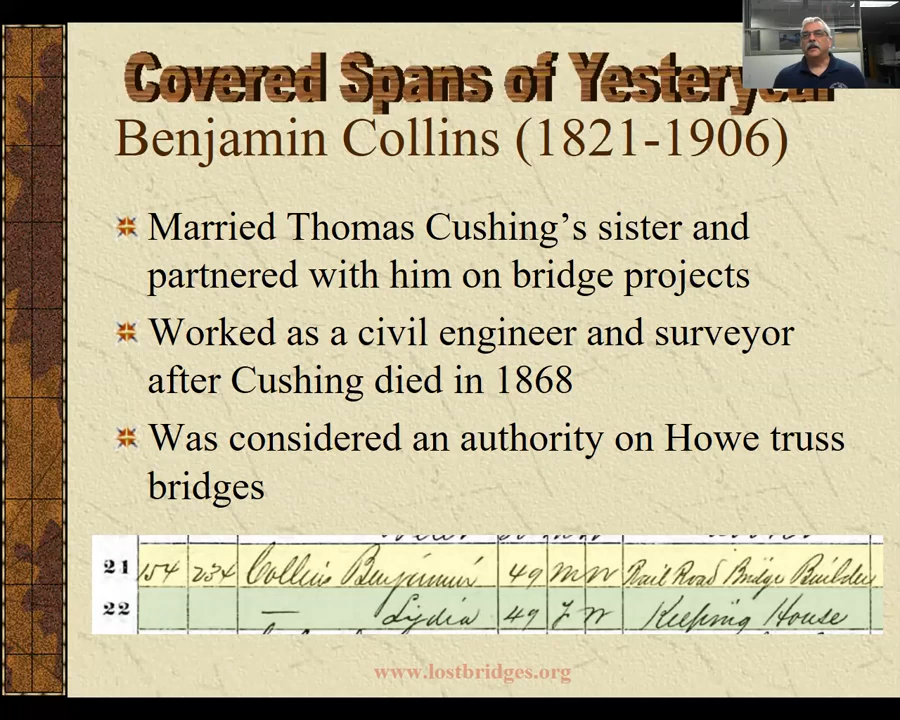 Covered Spans of Yesteryear
Benjamin Collins (1821-1906)
Married Thomas Cushing’s sister and
partnered with him on bridge projects
Worked as a civil engineer and surveyor
after Cushing died in 1868
Was considered an authority on Howe truss
bridges
21 154 234 Collins Benjamin 49 M W Rail Road Bridge Builder
22 — Lydia 49 F W Keeping House
www.lostbridges.org